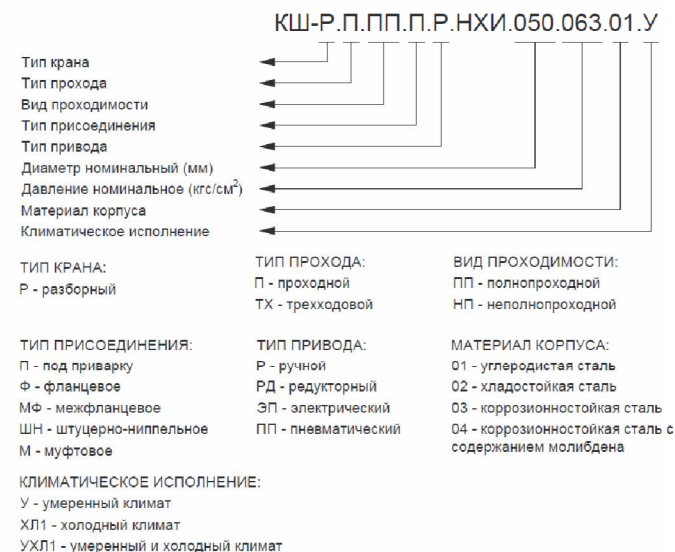 КШ-Р.П.ПП.П.Р.НХИ.050.063.01.У
Тип крана
Тип прохода
Вид проходимости
Тип присоединения
Тип привода
Диаметр номинальный (мм)
Давление номинальное (кгс/см²)
Материал корпуса
Климатическое исполнение
ТИП КРАНА:
Р - разборный
ТИП ПРОХОДА:
П - проходной
ТХ - трехходовой
ВИД ПРОХОДИМОСТИ:
ПП - полнопроходной
НП - неполнопроходной
ТИП ПРИСОЕДИНЕНИЯ:
П - под приварку
Ф - фланцевое
МФ - межфланцевое
ШН - штуцерно-ниппельное
М - муфтовое
ТИП ПРИВОДА:
Р - ручной
РД - редукторный
ЭП - электрический
ПП - пневматический
МАТЕРИАЛ КОРПУСА:
01 - углеродистая сталь
02 - хладостойкая сталь
03 - коррозионностойкая сталь
04 - коррозионностойкая сталь с
содержанием молибдена
КЛИМАТИЧЕСКОЕ ИСПОЛНЕНИЕ:
У - умеренный климат
ХЛ1 - холодный климат
УХЛ1 - умеренный и холодный климат